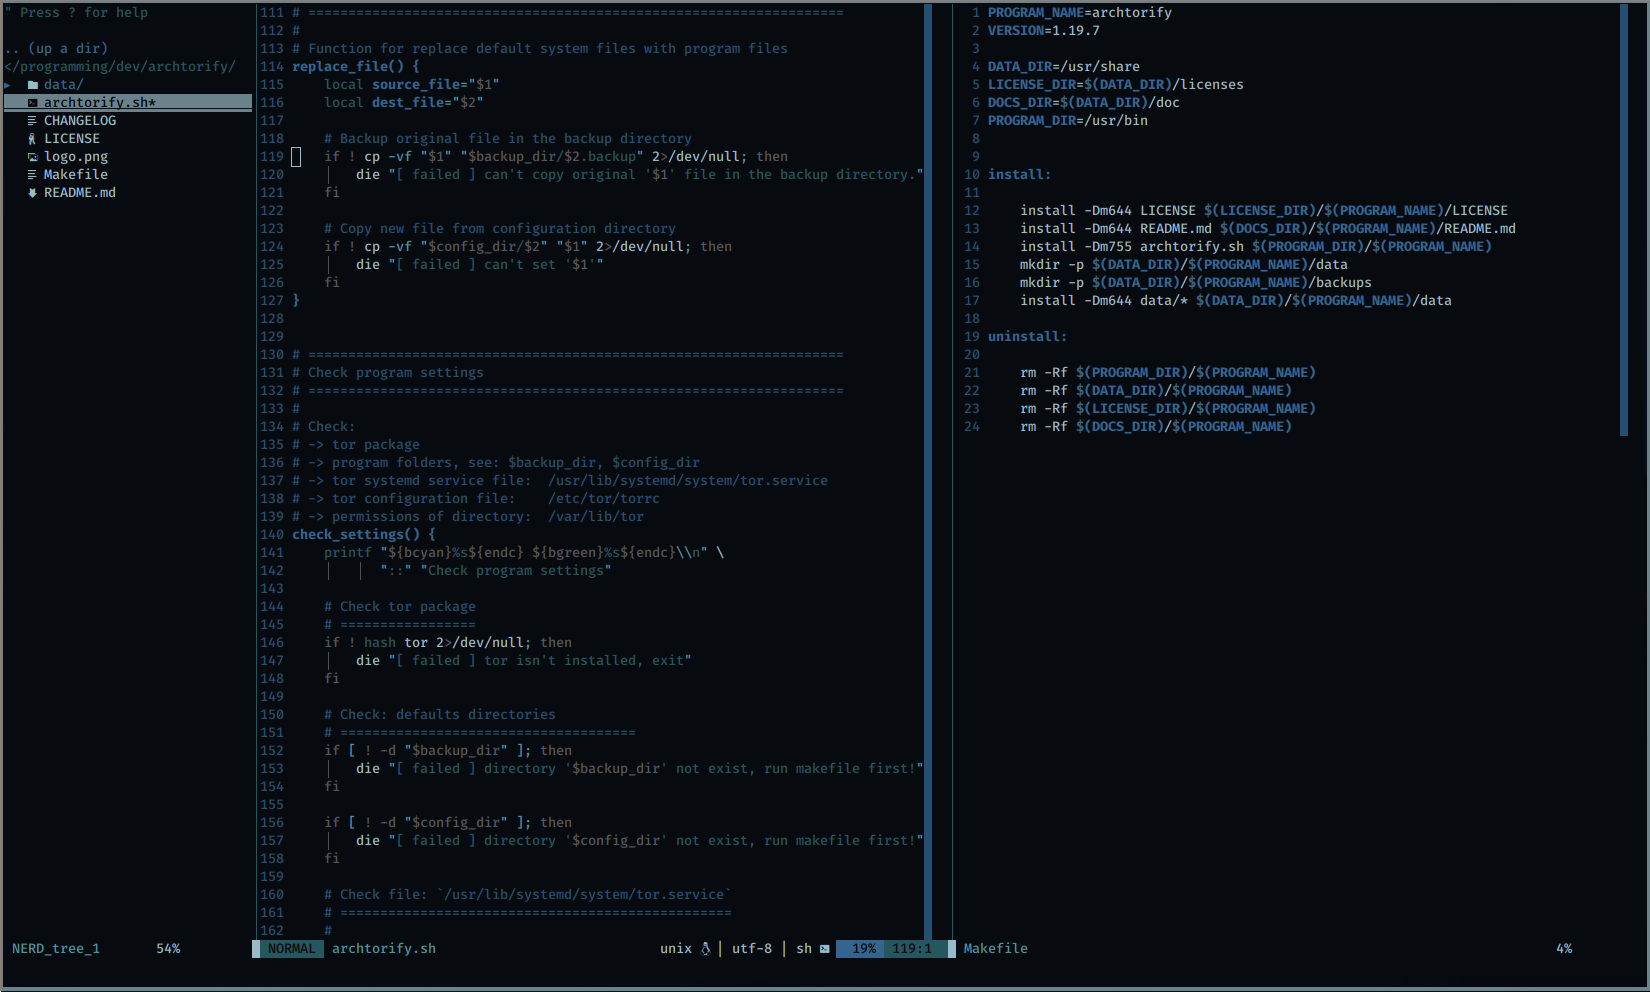 " Press ? for help
.. (up a dir)
</programming/dev/archtorify/
▸ data/
archtorify.sh*
CHANGELOG
LICENSE
logo.png
Makefile
README.md
NERD_tree_1 54%
111 # ===================================================================
112 #
113 # Function for replace default system files with program files
114 replace_file() {
115     local source_file="$1"
116     local dest_file="$2"
117
118     # Backup original file in the backup directory
119     if ! cp -vf "$1" "$backup_dir/$2.backup" 2>/dev/null; then
120     │   die "[ failed ] can't copy original '$1' file in the backup directory."
121     fi
122
123     # Copy new file from configuration directory
124     if ! cp -vf "$config_dir/$2" "$1" 2>/dev/null; then
125     │   die "[ failed ] can't set '$1'"
126     fi
127 }
128
129
130 # ===================================================================
131 # Check program settings
132 # ===================================================================
133 #
134 # Check:
135 # -> tor package
136 # -> program folders, see: $backup_dir, $config_dir
137 # -> tor systemd service file:  /usr/lib/systemd/system/tor.service
138 # -> tor configuration file:    /etc/tor/torrc
139 # -> permissions of directory:  /var/lib/tor
140 check_settings() {
141     printf "${bcyan}%s${endc} ${bgreen}%s${endc}\\n" \
142     │   │  "::" "Check program settings"
143
144     # Check tor package
145     # =================
146     if ! hash tor 2>/dev/null; then
147     │   die "[ failed ] tor isn't installed, exit"
148     fi
149
150     # Check: defaults directories
151     # =====================================
152     if [ ! -d "$backup_dir" ]; then
153     │   die "[ failed ] directory '$backup_dir' not exist, run makefile first!"
154     fi
155
156     if [ ! -d "$config_dir" ]; then
157     │   die "[ failed ] directory '$config_dir' not exist, run makefile first!"
158     fi
159
160     # Check file: `/usr/lib/systemd/system/tor.service`
161     # =================================================
162     #
NORMAL archtorify.sh unix │ utf-8 │ sh 19% 119:1
1 PROGRAM_NAME=archtorify
2 VERSION=1.19.7
3
4 DATA_DIR=/usr/share
5 LICENSE_DIR=$(DATA_DIR)/licenses
6 DOCS_DIR=$(DATA_DIR)/doc
7 PROGRAM_DIR=/usr/bin
8
9
10 install:
11
12     install -Dm644 LICENSE $(LICENSE_DIR)/$(PROGRAM_NAME)/LICENSE
13     install -Dm644 README.md $(DOCS_DIR)/$(PROGRAM_NAME)/README.md
14     install -Dm755 archtorify.sh $(PROGRAM_DIR)/$(PROGRAM_NAME)
15     mkdir -p $(DATA_DIR)/$(PROGRAM_NAME)/data
16     mkdir -p $(DATA_DIR)/$(PROGRAM_NAME)/backups
17     install -Dm644 data/* $(DATA_DIR)/$(PROGRAM_NAME)/data
18
19 uninstall:
20
21     rm -Rf $(PROGRAM_DIR)/$(PROGRAM_NAME)
22     rm -Rf $(DATA_DIR)/$(PROGRAM_NAME)
23     rm -Rf $(LICENSE_DIR)/$(PROGRAM_NAME)
24     rm -Rf $(DOCS_DIR)/$(PROGRAM_NAME)
Makefile 4%